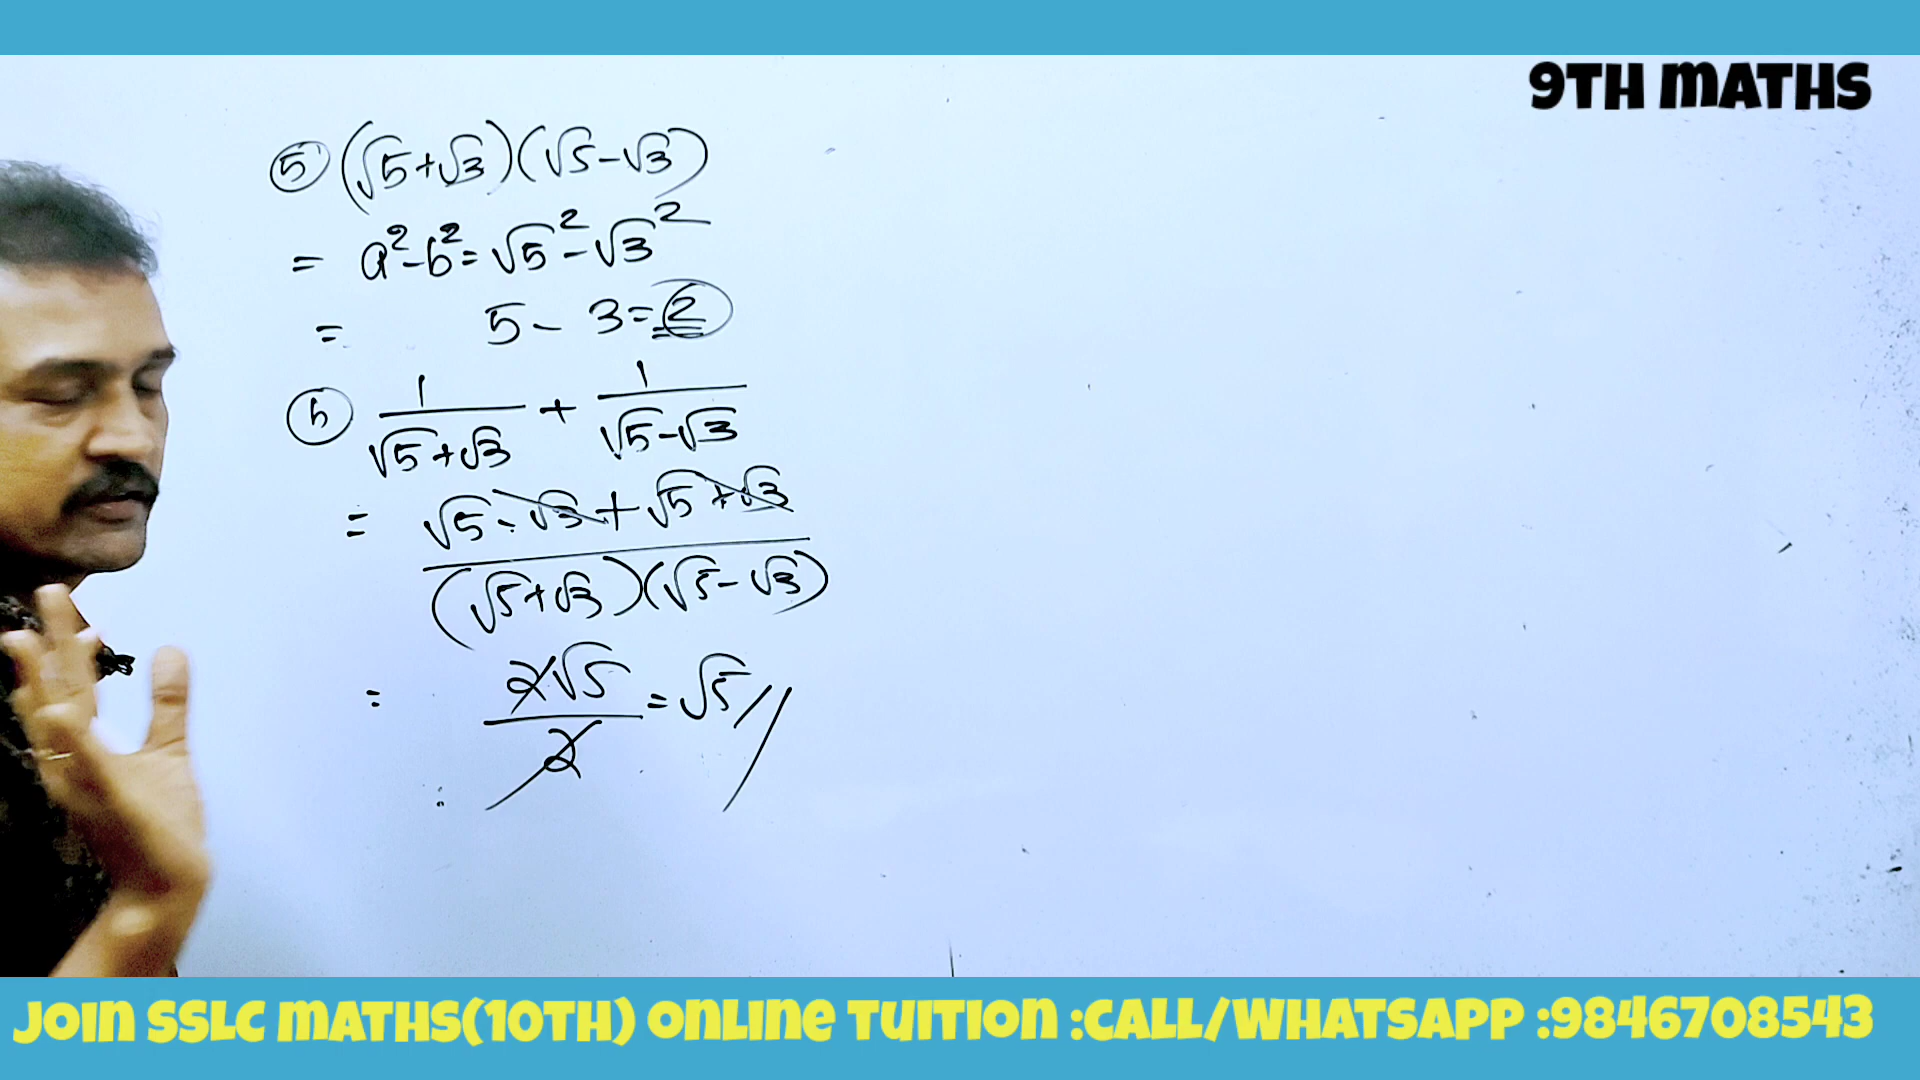 9TH MATHS
5 (√5+√3)(√5-√3)
= a²-b²=√5²-√3²
= 5-3=2
6 1/(√5+√3) + 1/(√5-√3)
= (√5-√3+√5+√3)/((√5+√3)(√5-√3))
= 2√5/2 =√5//
JOIN SSLC MATHS(10TH) ONLINE TUITION :CALL/WHATSAPP :9846708543